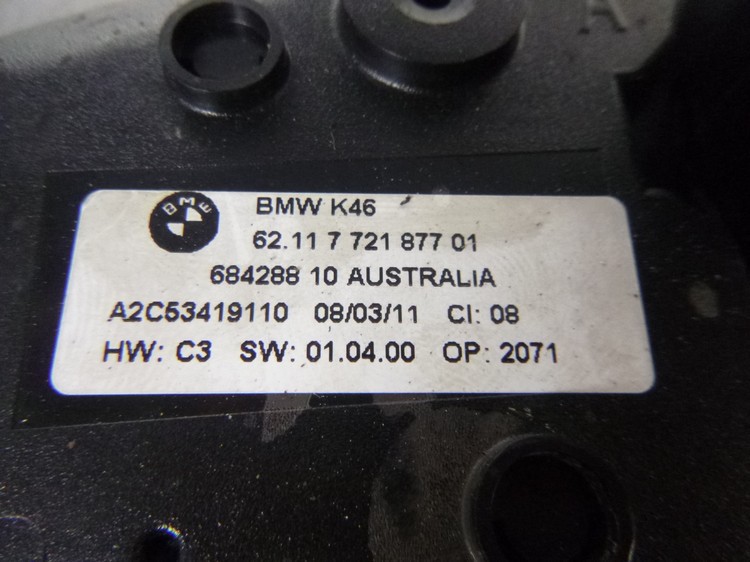 A
BMW
BMW K46
62.11 7 721 877 01
684288 10 AUSTRALIA
A2C53419110 08/03/11 CI: 08
HW: C3 SW: 01.04.00 OP: 2071